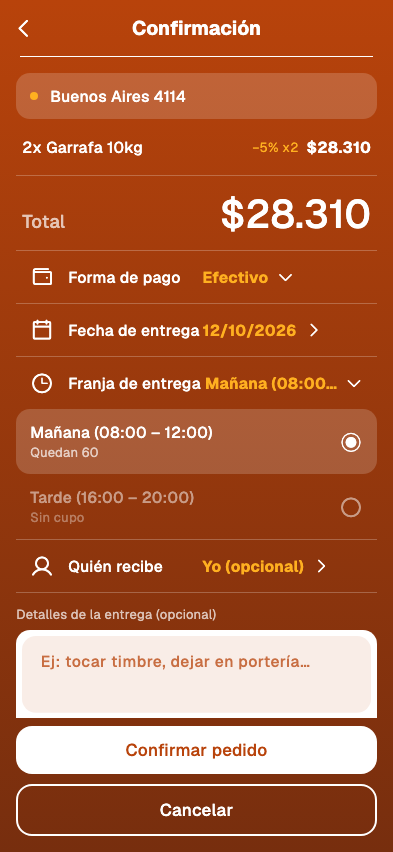 Confirmación
Buenos Aires 4114
2x Garrafa 10kg −5% x2 $28.310
Total $28.310
Forma de pago Efectivo
Fecha de entrega 12/10/2026
Franja de entrega Mañana (08:00...
Mañana (08:00 – 12:00)
Quedan 60
Tarde (16:00 – 20:00)
Sin cupo
Quién recibe Yo (opcional)
Detalles de la entrega (opcional)
Ej: tocar timbre, dejar en portería...
Confirmar pedido
Cancelar